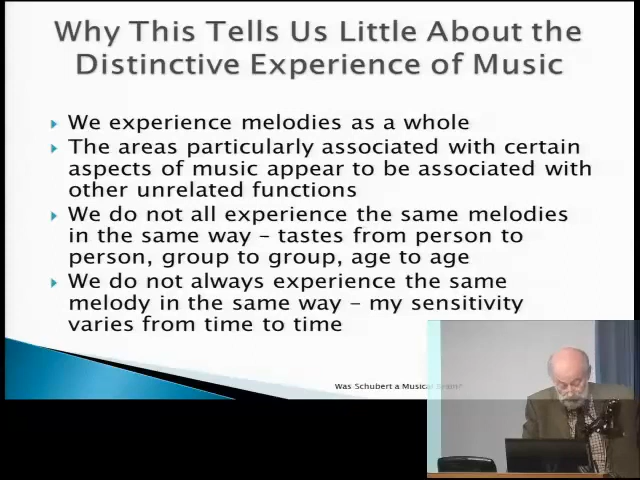 Why This Tells Us Little About the
Distinctive Experience of Music
We experience melodies as a whole
The areas particularly associated with certain
aspects of music appear to be associated with
other unrelated functions
We do not all experience the same melodies
in the same way – tastes from person to
person, group to group, age to age
We do not always experience the same
melody in the same way – my sensitivity
varies from time to time
Was Schubert a Musical Brain?